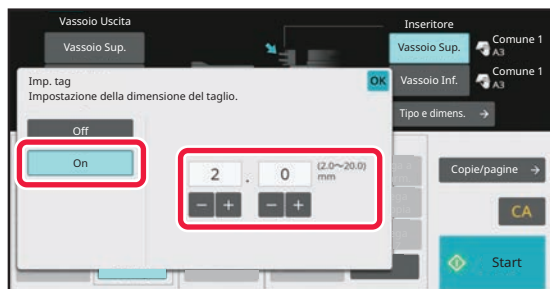 Vassoio Uscita
Inseritore
Vassoio Sup.
Vassoio Sup.
Comune 1
A3
Imp. tag
Impostazione della dimensione del taglio.
OK
Vassoio Inf.
Comune 1
A3
Tipo e dimens.
Off
On
2 . 0 (2.0～20.0)
mm
− + − +
Copie/pagine
CA
Start